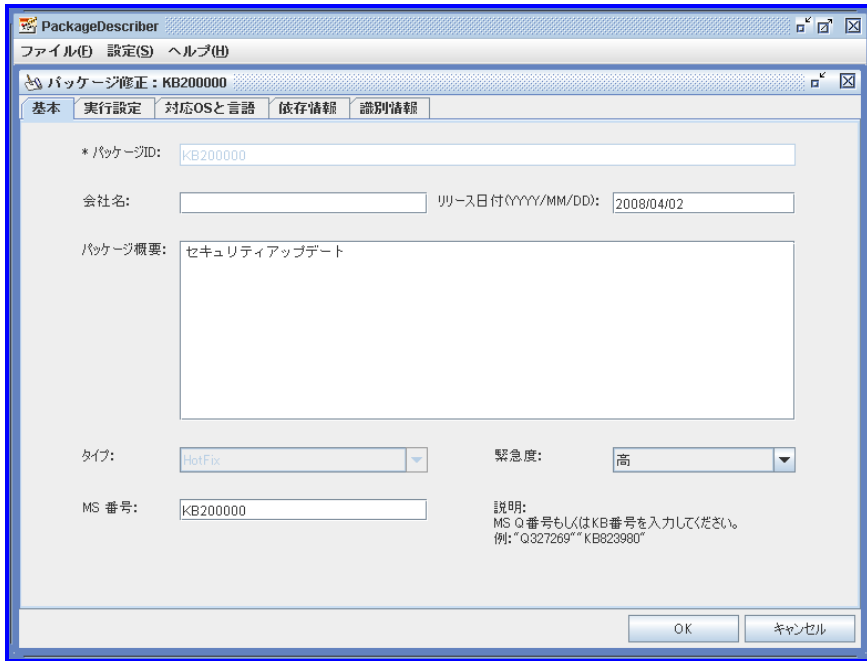 PackageDescriber
ファイル(F) 設定(S) ヘルプ(H)
パッケージ修正：KB200000
基本 実行設定 対応OSと言語 依存情報 識別情報
* パッケージID: KB200000
会社名: リリース日付(YYYY/MM/DD): 2008/04/02
パッケージ概要: セキュリティアップデート
タイプ: HotFix 緊急度: 高
MS 番号: KB200000 説明:
MS Q番号もしくはKB番号を入力してください。
例:"Q327269""KB823980"
OK キャンセル